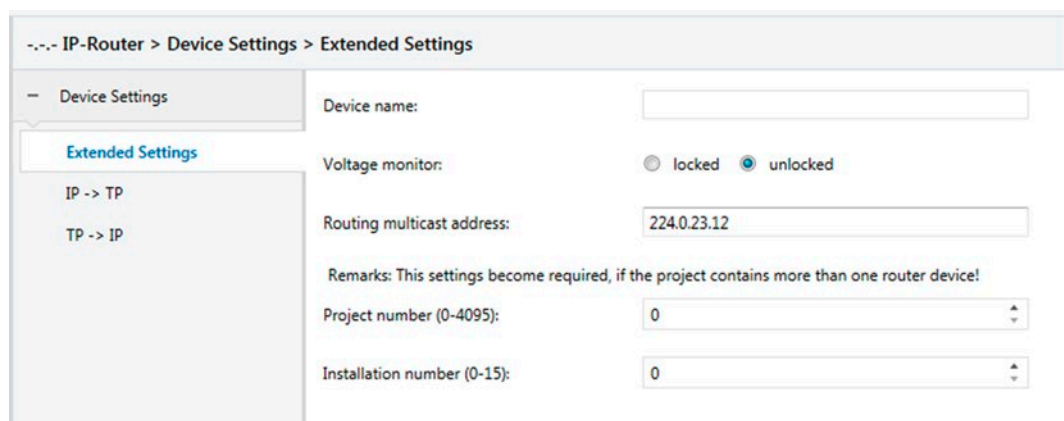 -.-.- IP-Router > Device Settings > Extended Settings
− Device Settings
Extended Settings
IP -> TP
TP -> IP
Device name:
Voltage monitor: locked unlocked
Routing multicast address: 224.0.23.12
Remarks: This settings become required, if the project contains more than one router device!
Project number (0-4095): 0
Installation number (0-15): 0